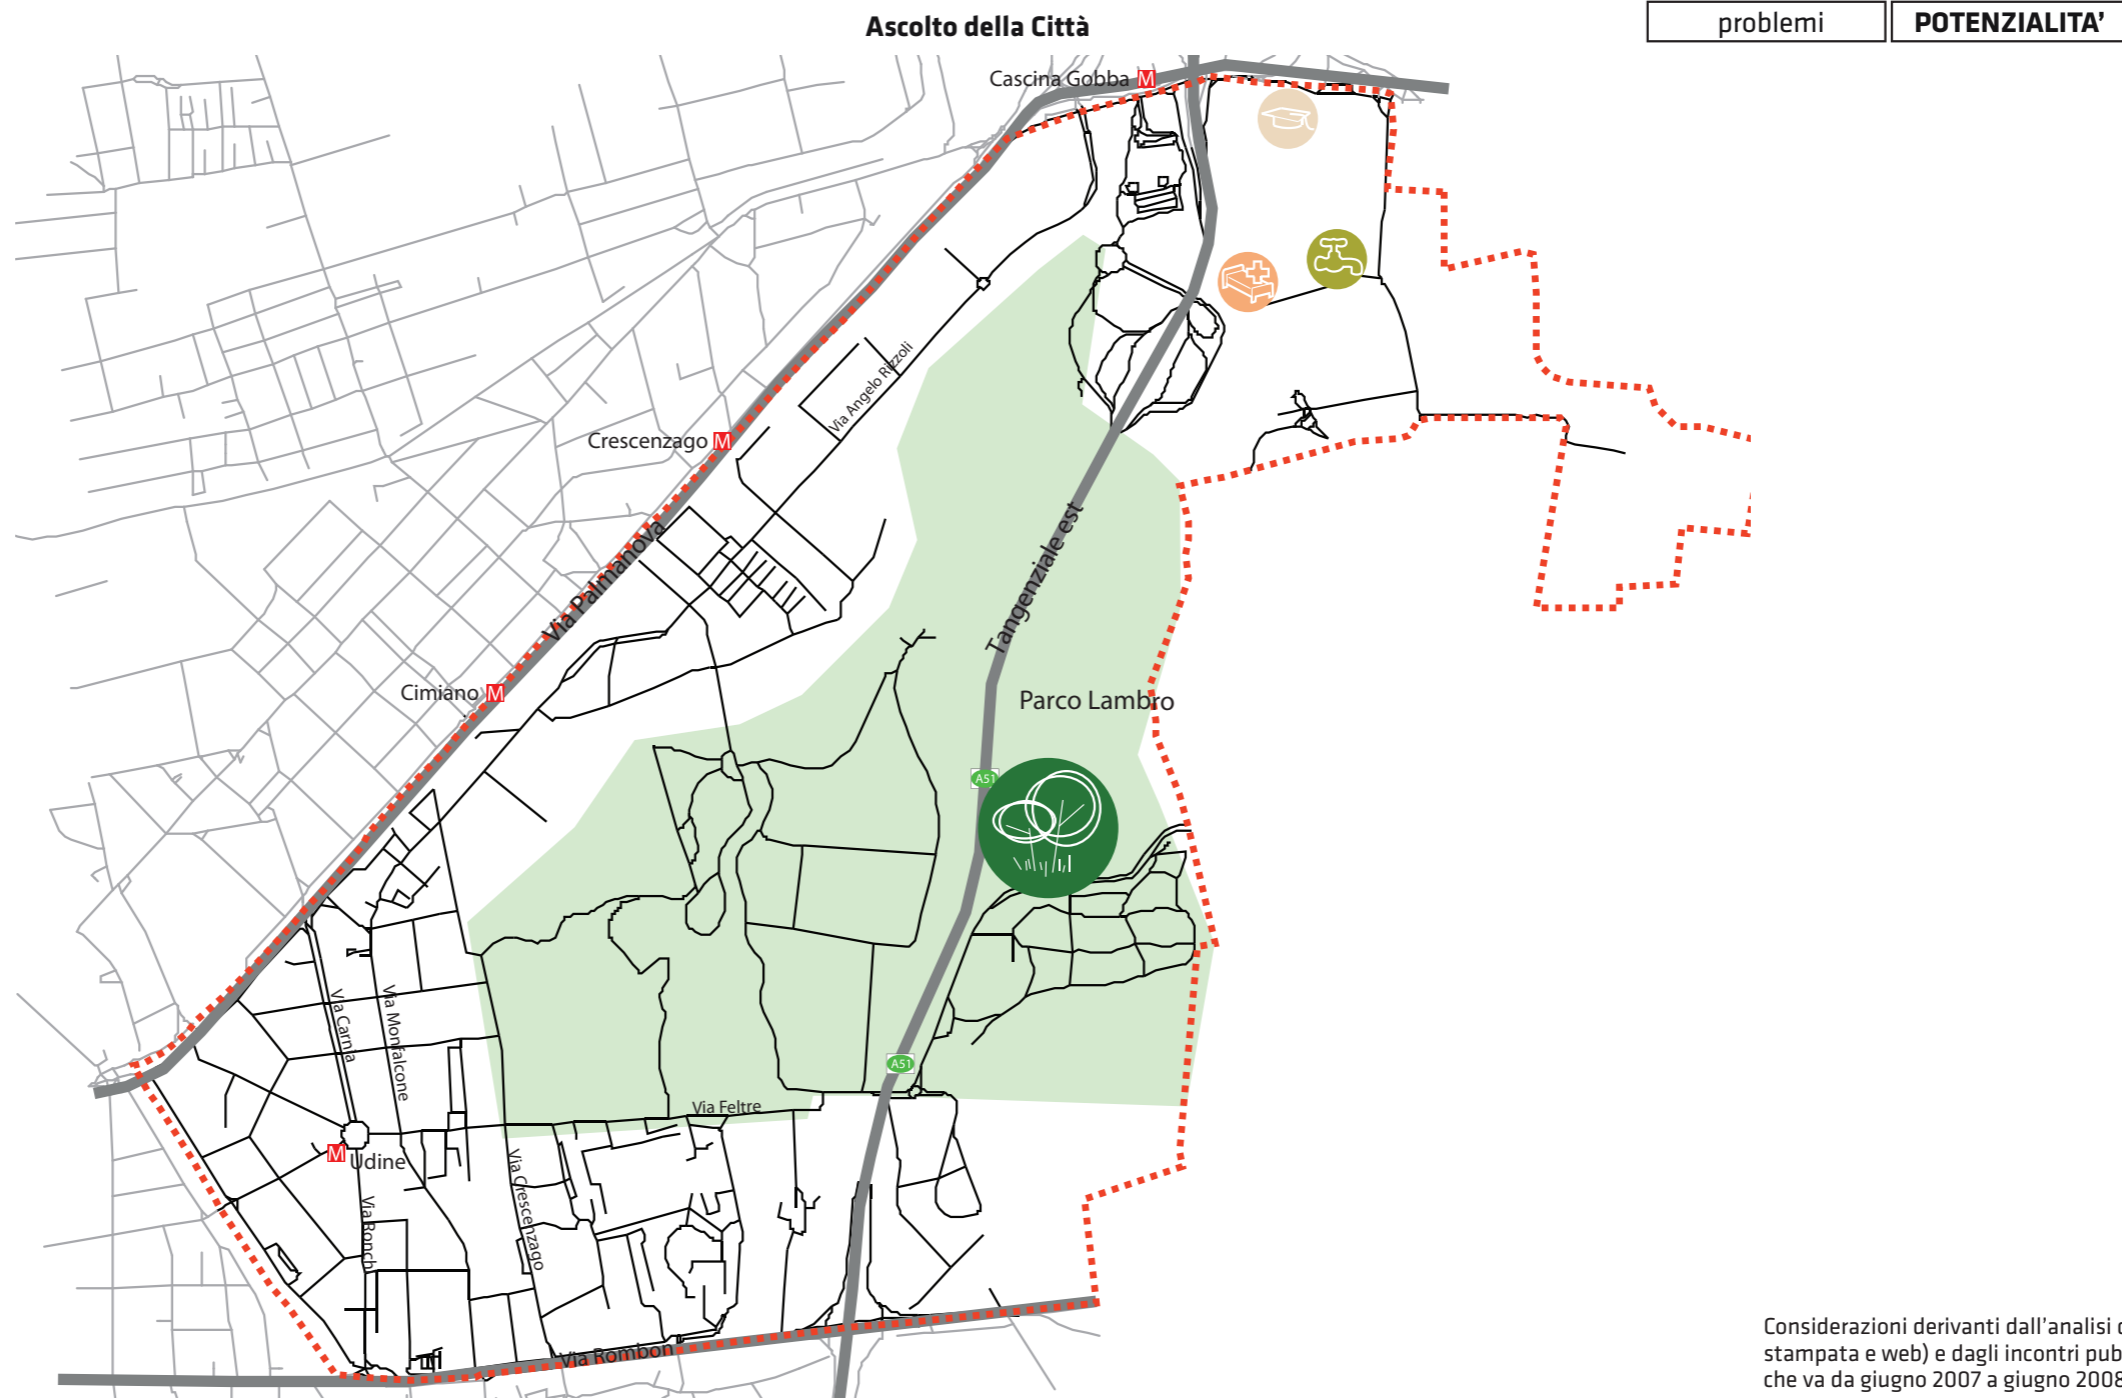 Ascolto della Città
problemi
POTENZIALITA'
Cascina Gobba M
Via Angelo Rizzoli
Crescenzago M
Via Palmanova
Tangenziale est
Cimiano M
Parco Lambro
A51
Via Carnia
Via Monfalcone
A51
Via Feltre
M Udine
Via Crescenzago
Via Ronchi
Via Rombon
Considerazioni derivanti dall'analisi
stampata e web) e dagli incontri
che va da giugno 2007 a giugno 2008